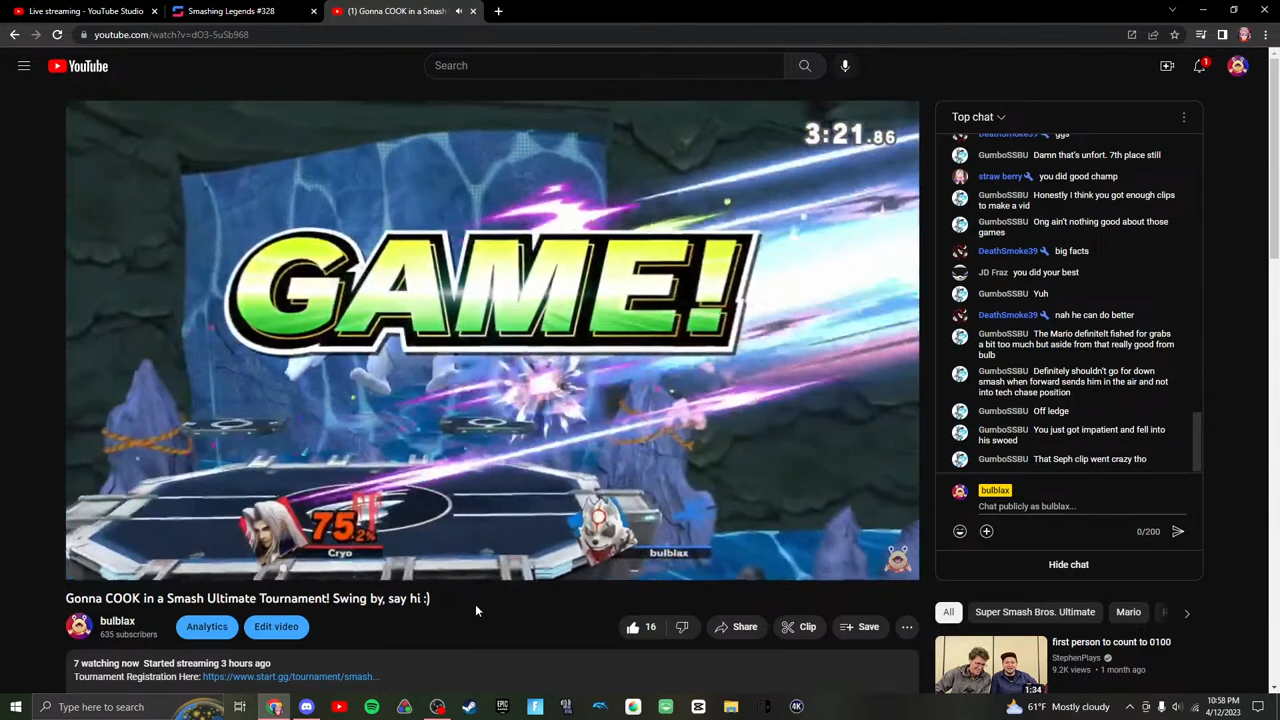 Live streaming - YouTube Studio
Smashing Legends #328
(1) Gonna COOK in a Smash
youtube.com/watch?v=dO3-5uSb968
YouTube
Search
1
3:21.86
GAME!
75.2%
Cryo
bulblax
Top chat
DeathSmoke39 ggs
GumboSSBU Damn that's unfort. 7th place still
straw berry you did good champ
GumboSSBU Honestly I think you got enough clips
to make a vid
GumboSSBU Ong ain't nothing good about those
games
DeathSmoke39 big facts
JD Fraz you did your best
GumboSSBU Yuh
DeathSmoke39 nah he can do better
GumboSSBU The Mario definitelt fished for grabs
a bit too much but aside from that really good from
bulb
GumboSSBU Definitely shouldn't go for down
smash when forward sends him in the air and not
into tech chase position
GumboSSBU Off ledge
GumboSSBU You just got impatient and fell into
his swoed
GumboSSBU That Seph clip went crazy tho
bulblax
Chat publicly as bulblax...
0/200
Hide chat
Gonna COOK in a Smash Ultimate Tournament! Swing by, say hi :)
bulblax
635 subscribers
Analytics
Edit video
16
Share
Clip
Save
7 watching now Started streaming 3 hours ago
Tournament Registration Here: https://www.start.gg/tournament/smash...
All
Super Smash Bros. Ultimate
Mario
first person to count to 0100
StephenPlays
9.2K views • 1 month ago
1:34
Type here to search
61°F Mostly cloudy
10:58 PM
4/12/2023